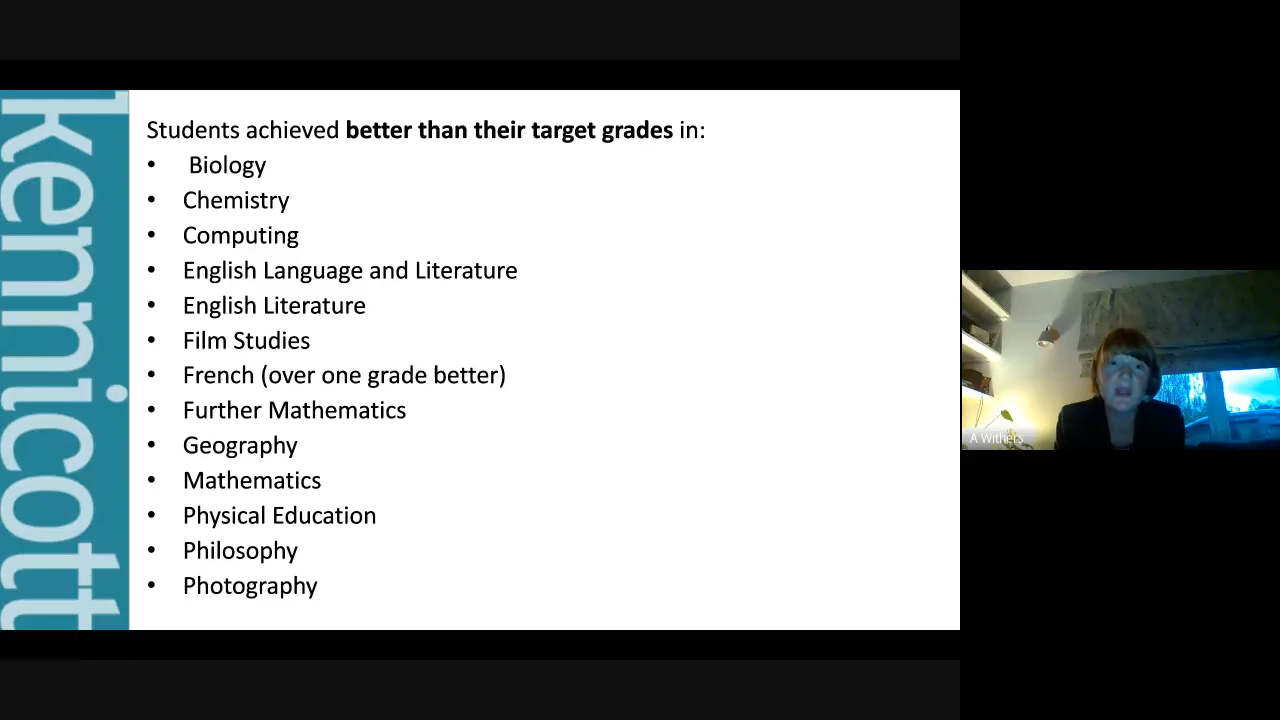 kennicott
Students achieved better than their target grades in:
• Biology
• Chemistry
• Computing
• English Language and Literature
• English Literature
• Film Studies
• French (over one grade better)
• Further Mathematics
• Geography
• Mathematics
• Physical Education
• Philosophy
• Photography
A Withers